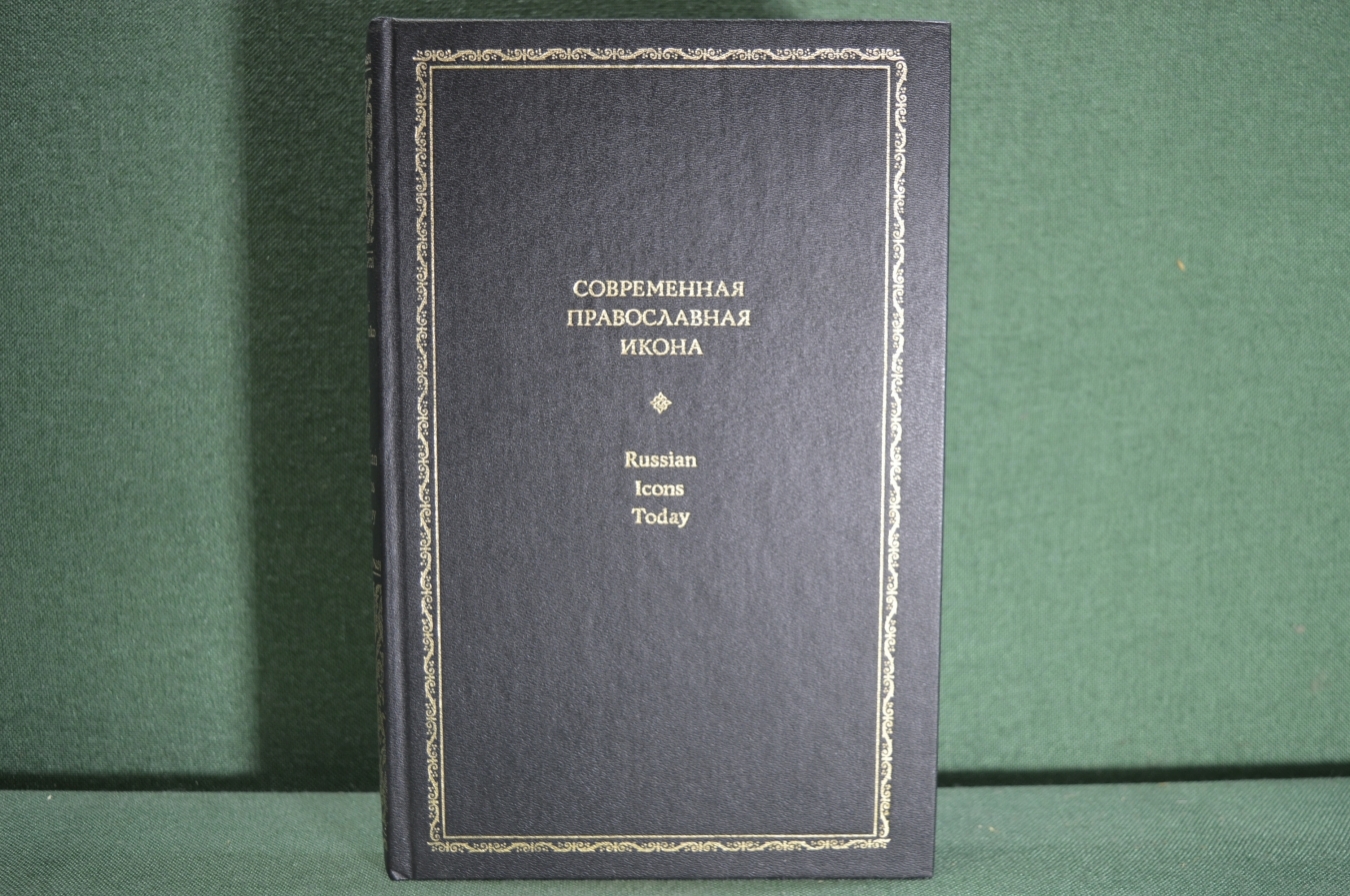 СОВРЕМЕННАЯ
ПРАВОСЛАВНАЯ
ИКОНА
Russian
Icons
Today